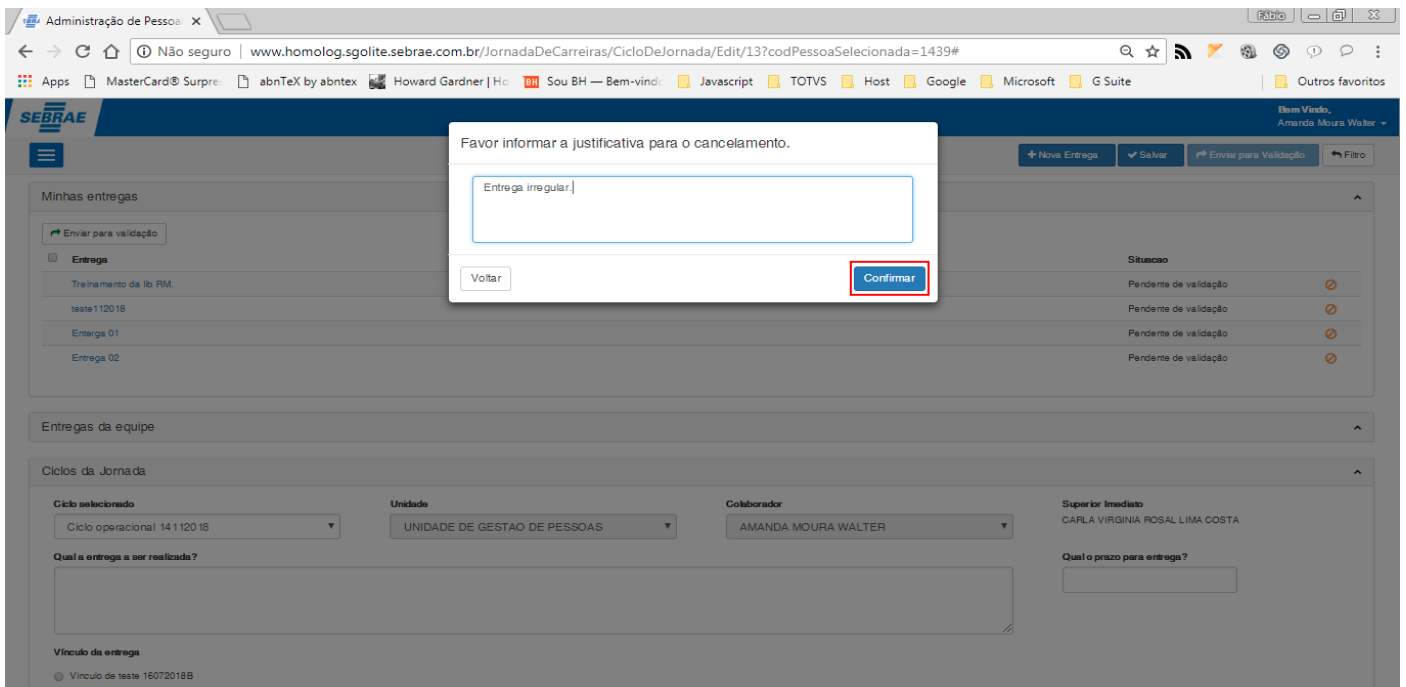 Administração de Pessoa
Fábio
Não seguro | www.homolog.sgolite.sebrae.com.br/JornadaDeCarreiras/CicloDeJornada/Edit/13?codPessoaSelecionada=1439#
Apps MasterCard® Surpre abnTeX by abntex Howard Gardner | Ho Sou BH — Bem-vindo Javascript TOTVS Host Google Microsoft G Suite Outros favoritos
SEBRAE
Bem Vindo,
Amanda Moura Walter
Favor informar a justificativa para o cancelamento.
+ Nova Entrega Salvar Enviar para Validação Filtro
Entrega irregular.
Voltar Confirmar
Minhas entregas
Enviar para validação
Entrega Situacao
Treinamento da lib RM. Pendente de validação
teste112018 Pendente de validação
Enterga 01 Pendente de validação
Entrega 02 Pendente de validação
Entregas da equipe
Ciclos da Jornada
Ciclo selecionado Unidade Colaborador Superior Imediato
Ciclo operacional 14112018 UNIDADE DE GESTAO DE PESSOAS AMANDA MOURA WALTER CARLA VIRGINIA ROSAL LIMA COSTA
Qual a entrega a ser realizada? Qual o prazo para entrega?
Vínculo da entrega
Vinculo de teste 16072018B